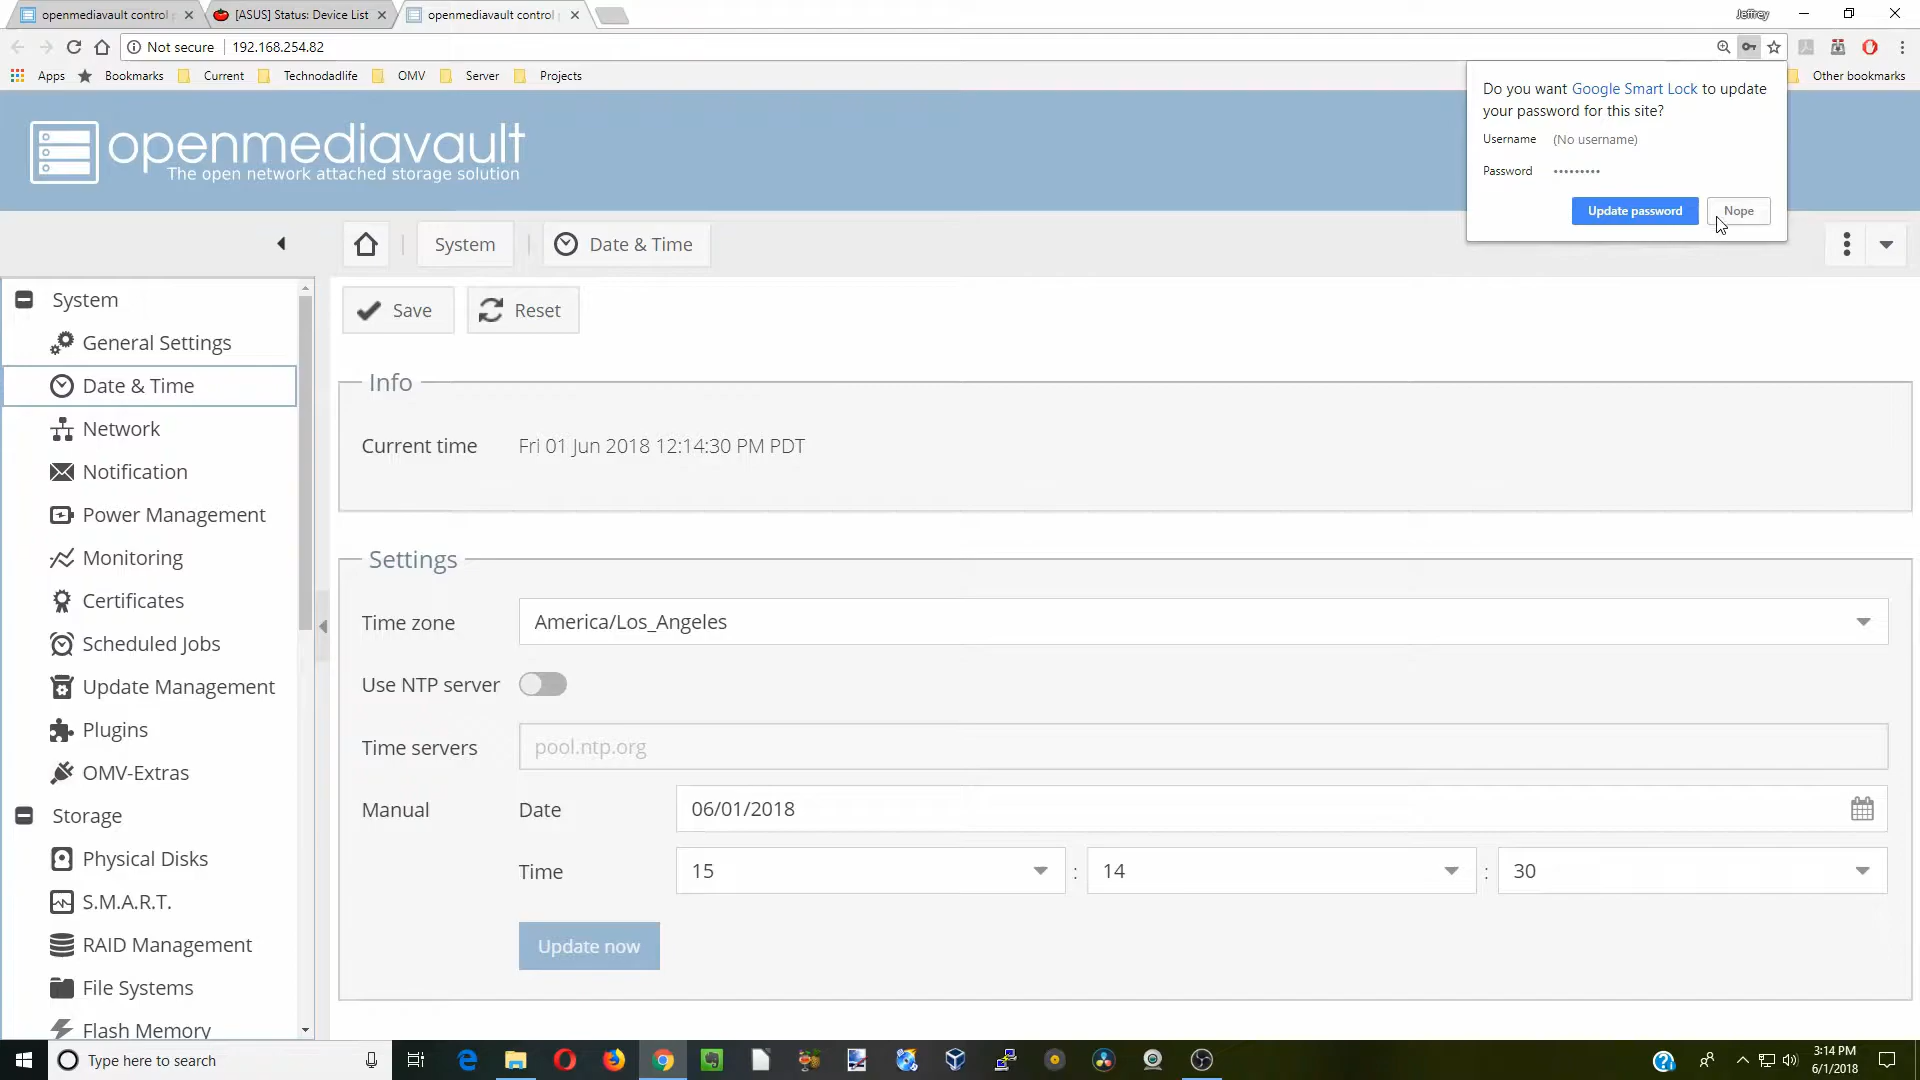 openmediavault control
[ASUS] Status: Device List
openmediavault control
Jeffrey
Not secure
192.168.254.82
Apps
Bookmarks
Current
Technodadlife
OMV
Server
Projects
Other bookmarks
Do you want Google Smart Lock to update
your password for this site?
Username (No username)
Password •••••••••
Update password
Nope
openmediavault
The open network attached storage solution
System
Date & Time
System
General Settings
Date & Time
Network
Notification
Power Management
Monitoring
Certificates
Scheduled Jobs
Update Management
Plugins
OMV-Extras
Storage
Physical Disks
S.M.A.R.T.
RAID Management
File Systems
Flash Memory
Save
Reset
Info
Current time Fri 01 Jun 2018 12:14:30 PM PDT
Settings
Time zone America/Los_Angeles
Use NTP server
Time servers pool.ntp.org
Manual Date 06/01/2018
Time 15 : 14 : 30
Update now
Type here to search
3:14 PM
6/1/2018